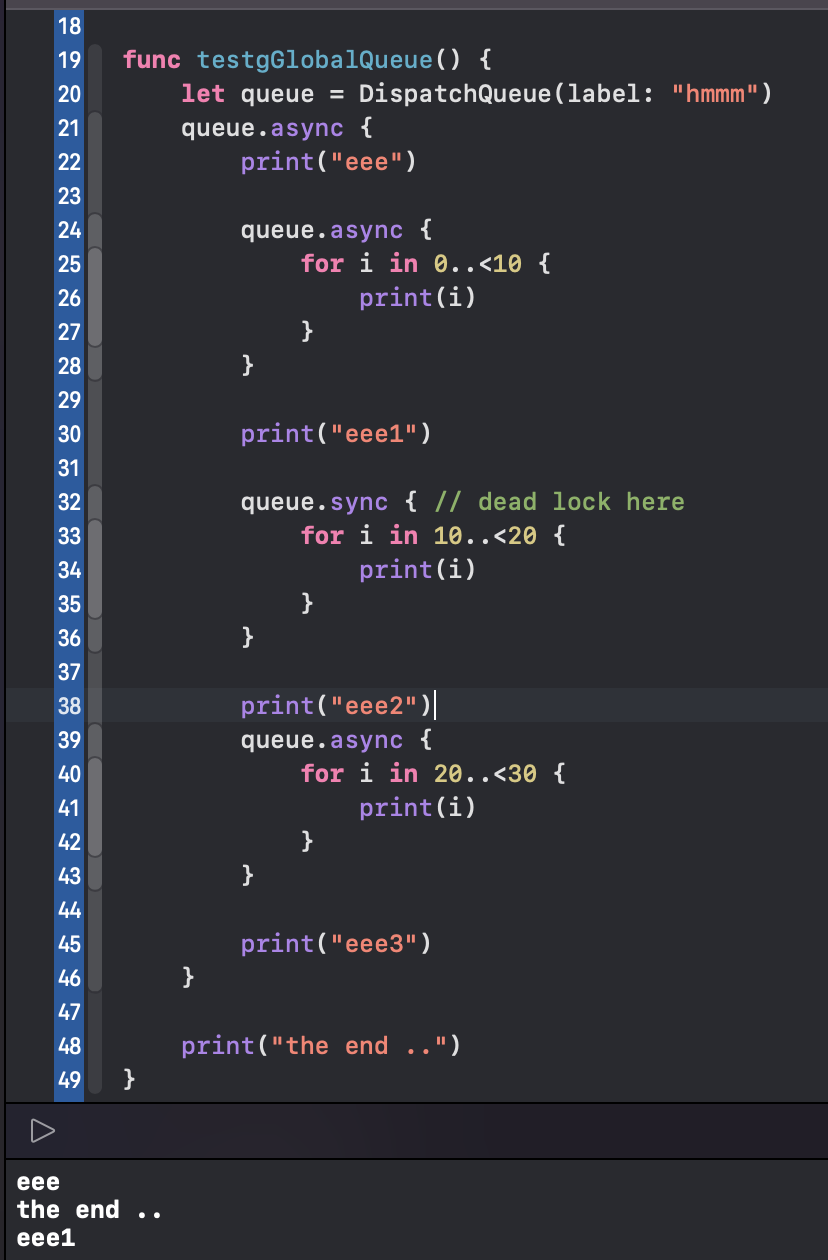 18
19 func testgGlobalQueue() {
20 let queue = DispatchQueue(label: "hmmm")
21 queue.async {
22 print("eee")
23
24 queue.async {
25 for i in 0..<10 {
26 print(i)
27 }
28 }
29
30 print("eee1")
31
32 queue.sync { // dead lock here
33 for i in 10..<20 {
34 print(i)
35 }
36 }
37
38 print("eee2")
39 queue.async {
40 for i in 20..<30 {
41 print(i)
42 }
43 }
44
45 print("eee3")
46 }
47
48 print("the end ..")
49 }
eee
the end ..
eee1